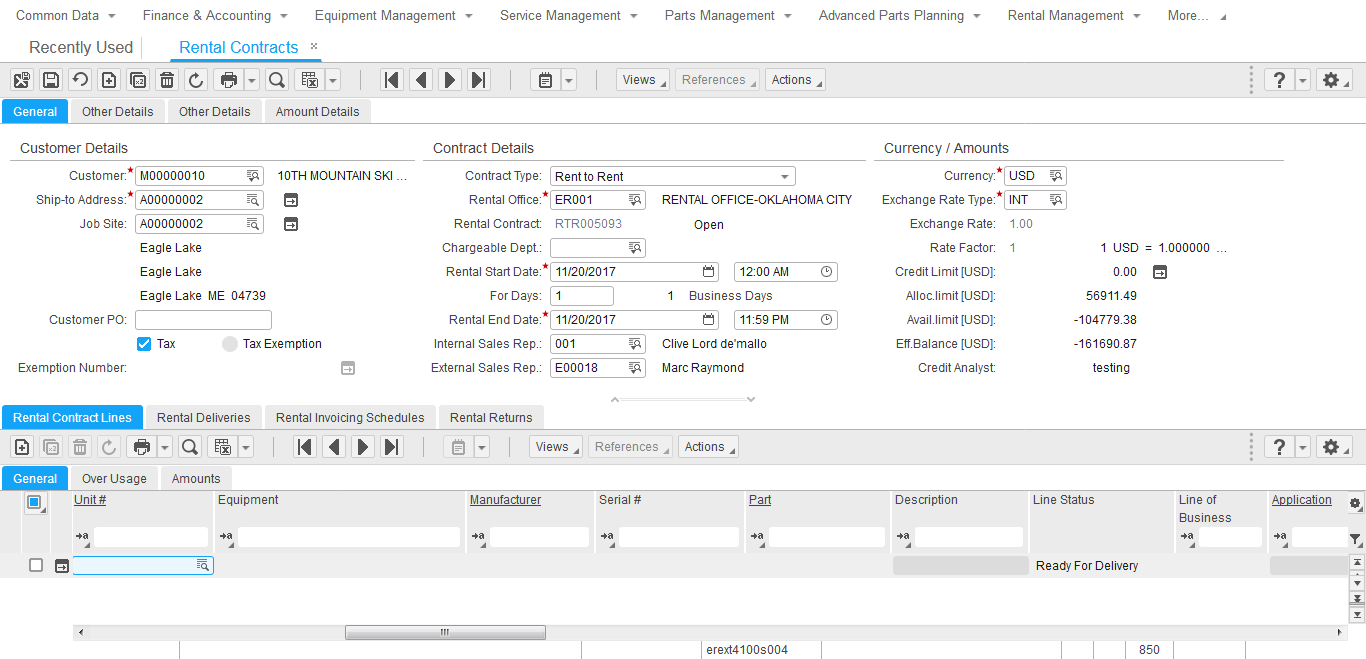 Common Data Finance & Accounting Equipment Management Service Management Parts Management Advanced Parts Planning Rental Management More...
Recently Used Rental Contracts ×
Views References Actions ?
General Other Details Other Details Amount Details
Customer Details Contract Details Currency / Amounts
Customer:* M00000010 10TH MOUNTAIN SKI ... Contract Type: Rent to Rent Currency:* USD
Ship-to Address:* A00000002 Rental Office:* ER001 RENTAL OFFICE-OKLAHOMA CITY Exchange Rate Type:* INT
Job Site: A00000002 Rental Contract: RTR005093 Open Exchange Rate: 1.00
Eagle Lake Chargeable Dept.: Rate Factor: 1 1 USD = 1.000000 ...
Eagle Lake Rental Start Date:* 11/20/2017 12:00 AM Credit Limit [USD]: 0.00
Eagle Lake ME 04739 For Days: 1 1 Business Days Alloc.limit [USD]: 56911.49
Customer PO: Rental End Date:* 11/20/2017 11:59 PM Avail.limit [USD]: -104779.38
Tax Tax Exemption Internal Sales Rep.: 001 Clive Lord de'mallo Eff.Balance [USD]: -161690.87
Exemption Number: External Sales Rep.: E00018 Marc Raymond Credit Analyst: testing
Rental Contract Lines Rental Deliveries Rental Invoicing Schedules Rental Returns
Views References Actions ?
General Over Usage Amounts
Unit # Equipment Manufacturer Serial # Part Description Line Status Line of Business Application
Ready For Delivery
erext4100s004 850